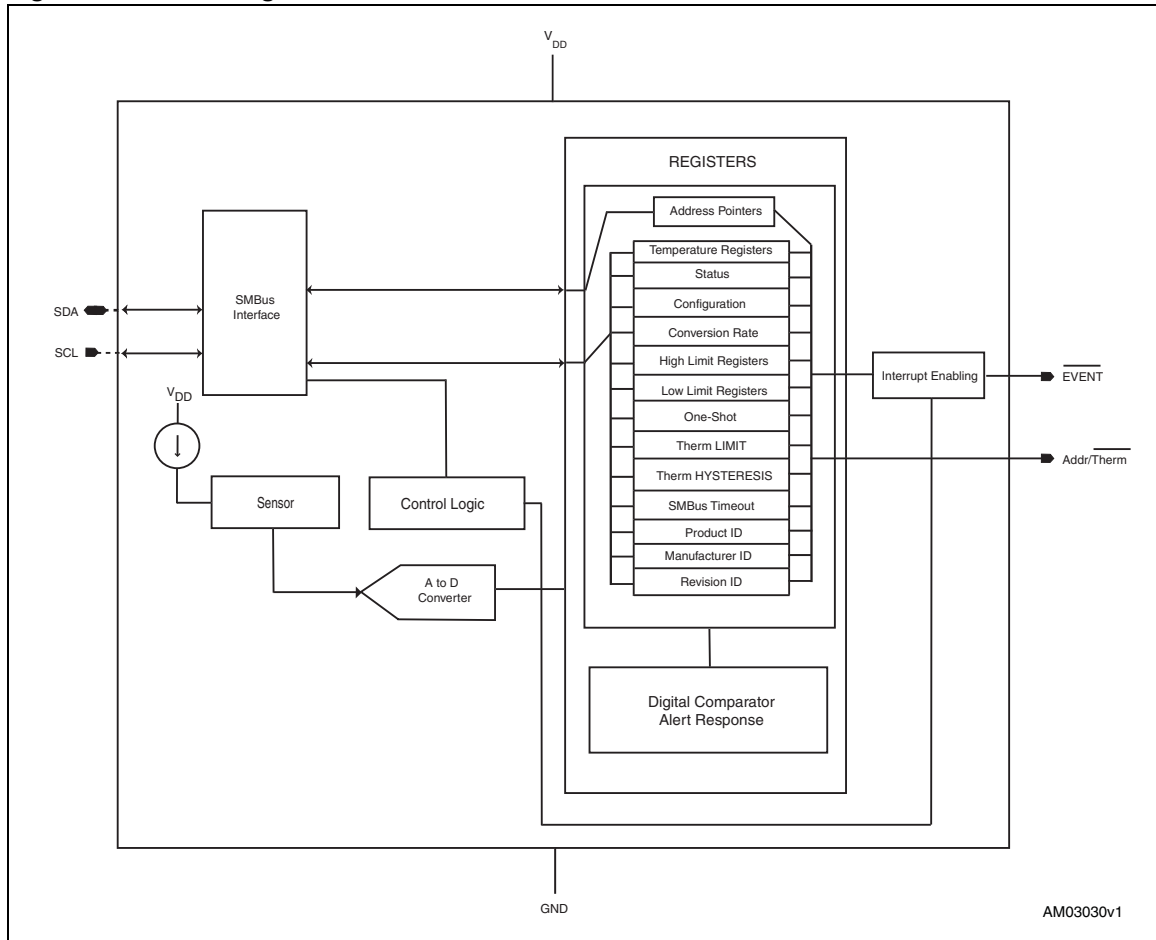 V_DD
REGISTERS
Address Pointers
Temperature Registers
Status
Configuration
Conversion Rate
High Limit Registers
Low Limit Registers
One-Shot
Therm LIMIT
Therm HYSTERESIS
SMBus Timeout
Product ID
Manufacturer ID
Revision ID
SMBus
Interface
SDA
SCL
V_DD
Sensor
Control Logic
A to D
Converter
Interrupt Enabling
EVENT
Addr/Therm
Digital Comparator
Alert Response
GND
AM03030v1